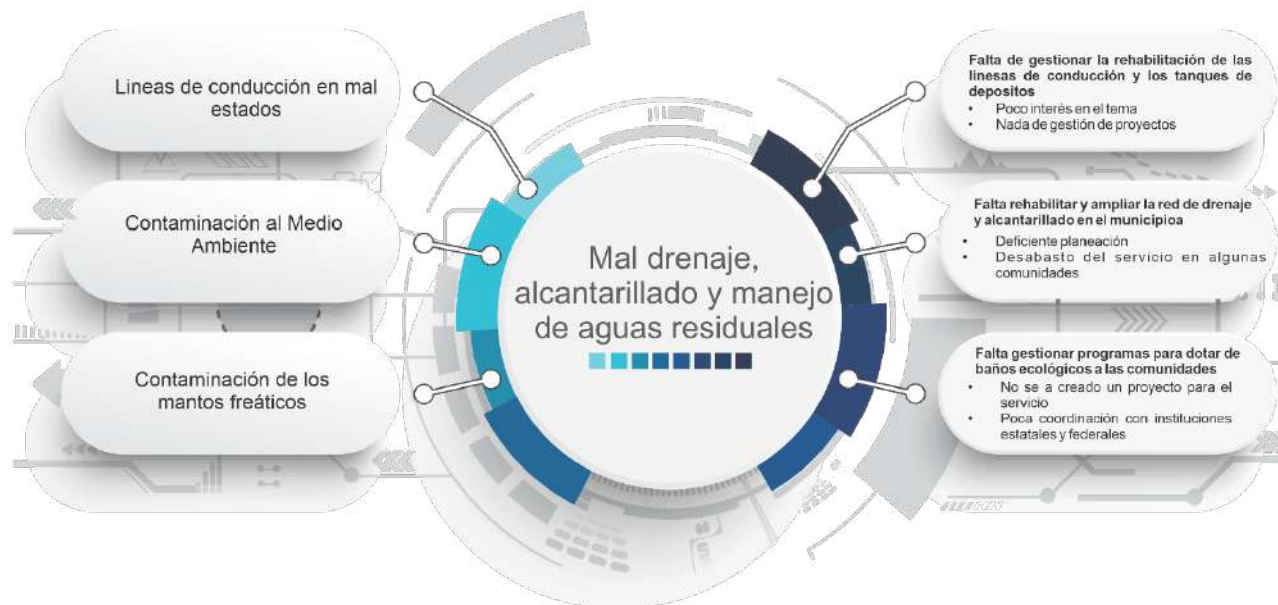 Lineas de conducción en mal
estados
Contaminación al Medio
Ambiente
Contaminación de los
mantos freáticos
Mal drenaje,
alcantarillado y manejo
de aguas residuales
Falta de gestionar la rehabilitación de las
linesas de conducción y los tanques de
depositos
• Poco interés en el tema
• Nada de gestión de proyectos
Falta rehabilitar y ampliar la red de drenaje
y alcantarillado en el municipioa
• Deficiente planeación
• Desabasto del servicio en algunas
comunidades
Falta gestionar programas para dotar de
baños ecológicos a las comunidades
• No se a creado un proyecto para el
servicio
• Poca coordinación con instituciones
estatales y federales